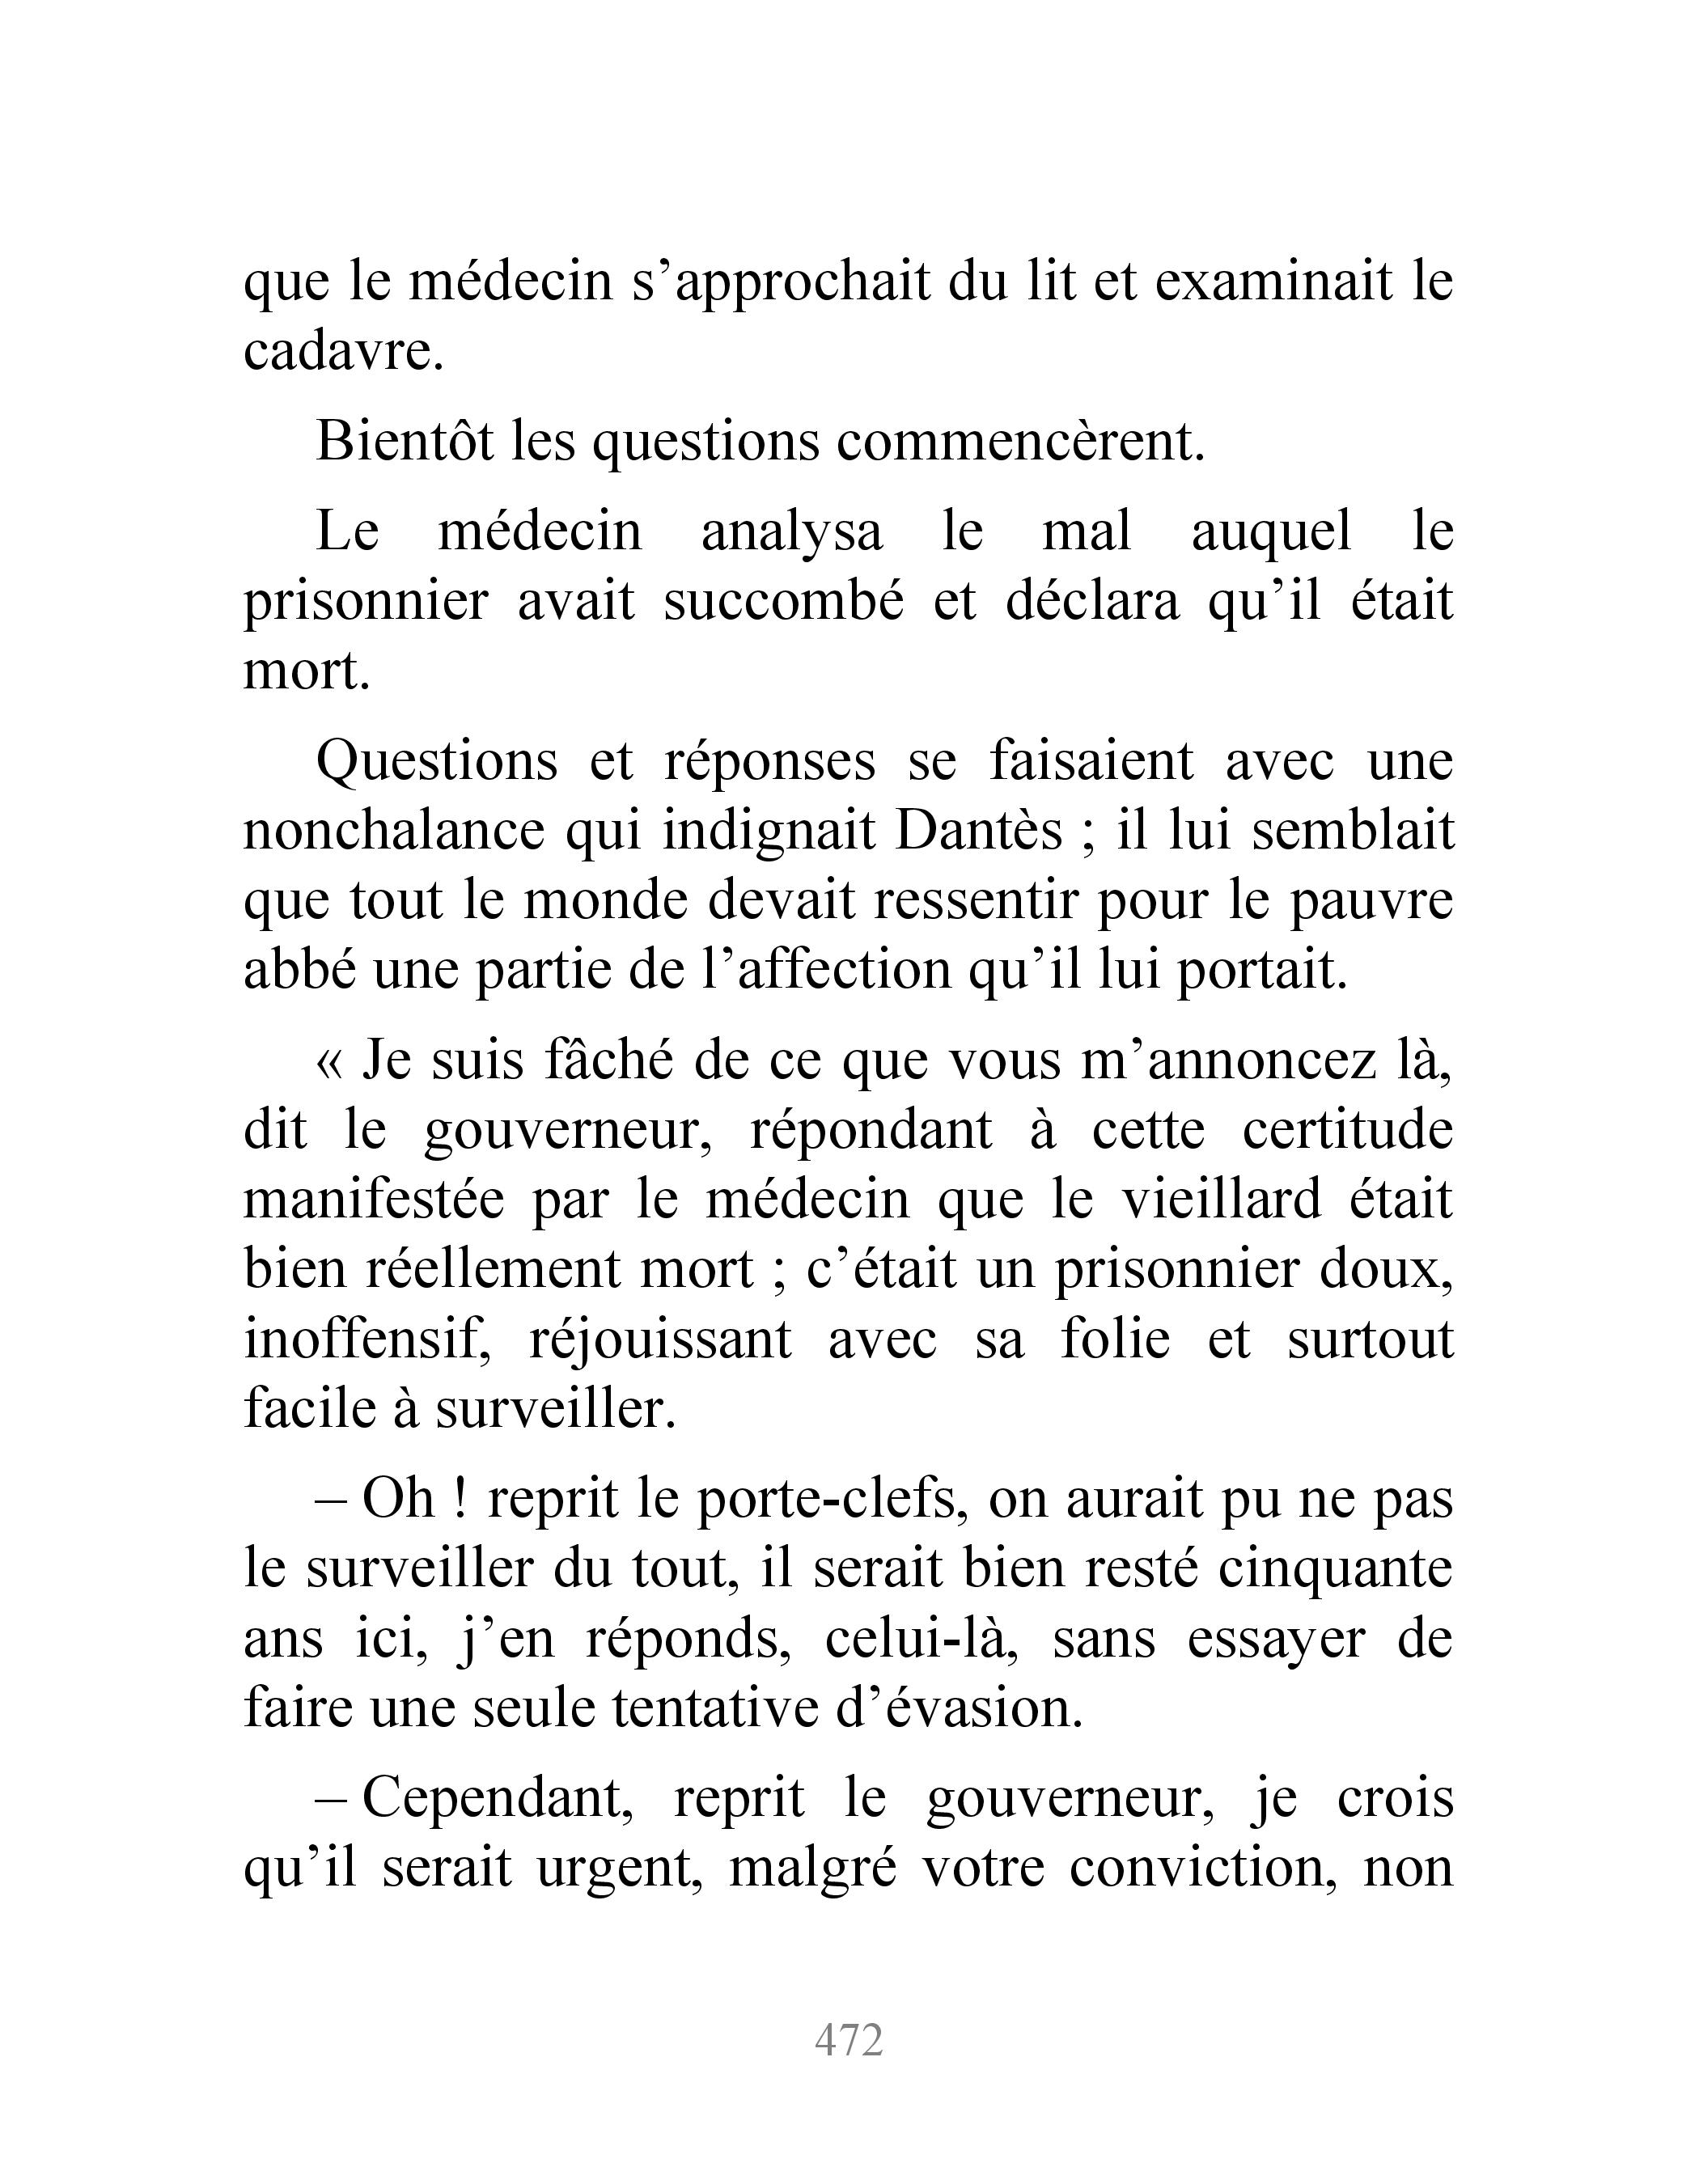 que le médecin s’approchait du lit et examinait le
cadavre.
Bientôt les questions commencèrent.
Le médecin analysa le mal auquel le
prisonnier avait succombé et déclara qu’il était
mort.
Questions et réponses se faisaient avec une
nonchalance qui indignait Dantès ; il lui semblait
que tout le monde devait ressentir pour le pauvre
abbé une partie de l’affection qu’il lui portait.
« Je suis fâché de ce que vous m’annoncez là,
dit le gouverneur, répondant à cette certitude
manifestée par le médecin que le vieillard était
bien réellement mort ; c’était un prisonnier doux,
inoffensif, réjouissant avec sa folie et surtout
facile à surveiller.
– Oh ! reprit le porte-clefs, on aurait pu ne pas
le surveiller du tout, il serait bien resté cinquante
ans ici, j’en réponds, celui-là, sans essayer de
faire une seule tentative d’évasion.
– Cependant, reprit le gouverneur, je crois
qu’il serait urgent, malgré votre conviction, non
472